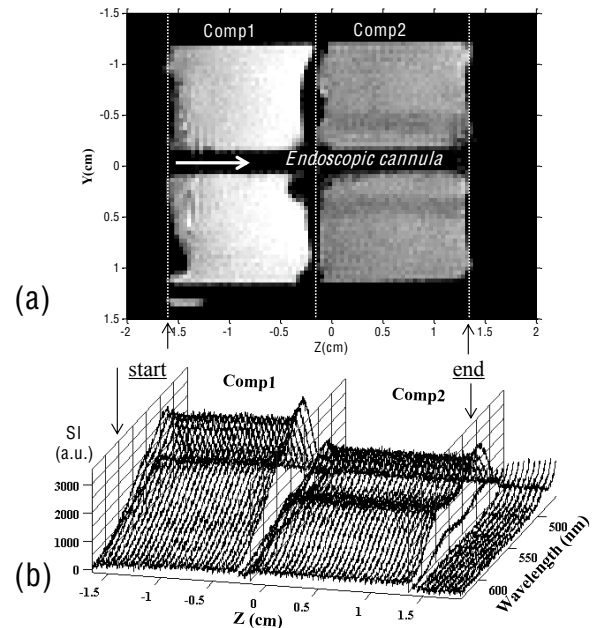 Comp1 Comp2
-1.5
-1
-0.5
0
0.5
1
1.5
Y(cm)
Endoscopic cannula
(a)
-2 -1.5 -1 -0.5 0 0.5 1 1.5 2
Z(cm)
start end
Comp1 Comp2
SI
(a.u.)
3000
2000
1000
0
(b)
-1.5 -1 -0.5 0 0.5 1 1.5
Z (cm)
500
550
600
Wavelength (nm)